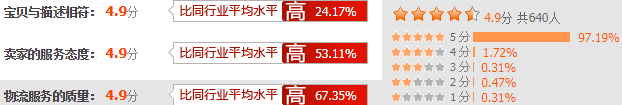 宝贝与描述相符： 4.9分 比同行业平均水平 高 24.17%
卖家的服务态度： 4.9分 比同行业平均水平 高 53.11%
物流服务的质量： 4.9分 比同行业平均水平 高 67.35%
4.9分 共640人
5 分 97.19%
4 分 1.72%
3 分 0.31%
2 分 0.47%
1 分 0.31%